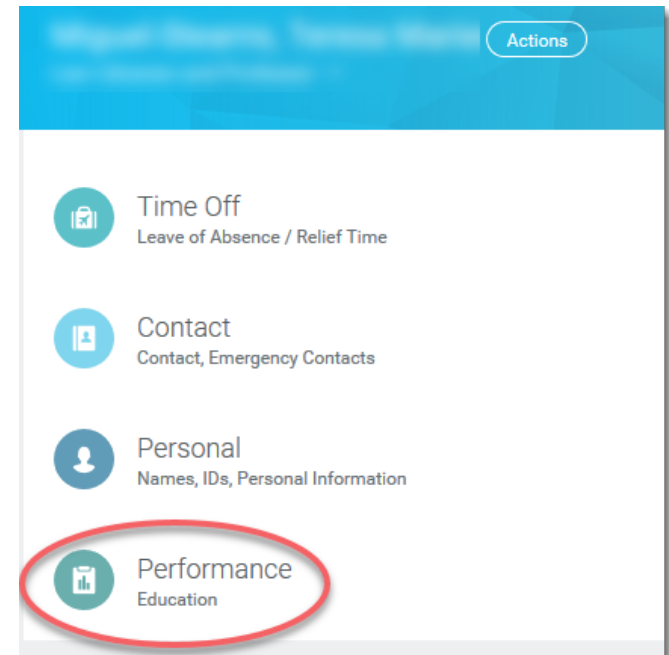 Actions
Time Off
Leave of Absence / Relief Time
Contact
Contact, Emergency Contacts
Personal
Names, IDs, Personal Information
Performance
Education